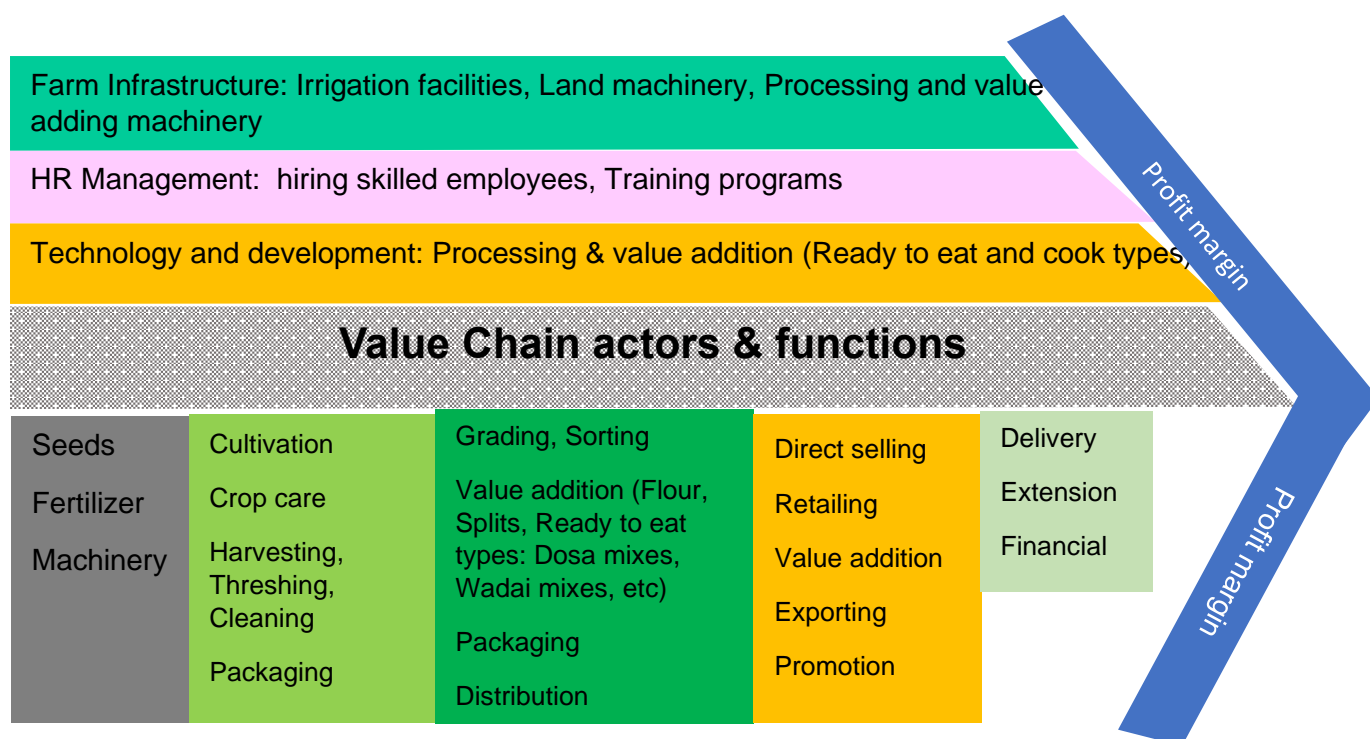 Farm Infrastructure: Irrigation facilities, Land machinery, Processing and value
adding machinery
HR Management:  hiring skilled employees, Training programs
Technology and development: Processing & value addition (Ready to eat and cook types)
Profit margin
Value Chain actors & functions
Seeds
Fertilizer
Machinery
Cultivation
Crop care
Harvesting,
Threshing,
Cleaning
Packaging
Grading, Sorting
Value addition (Flour,
Splits, Ready to eat
types: Dosa mixes,
Wadai mixes, etc)
Packaging
Distribution
Direct selling
Retailing
Value addition
Exporting
Promotion
Delivery
Extension
Financial
Profit margin